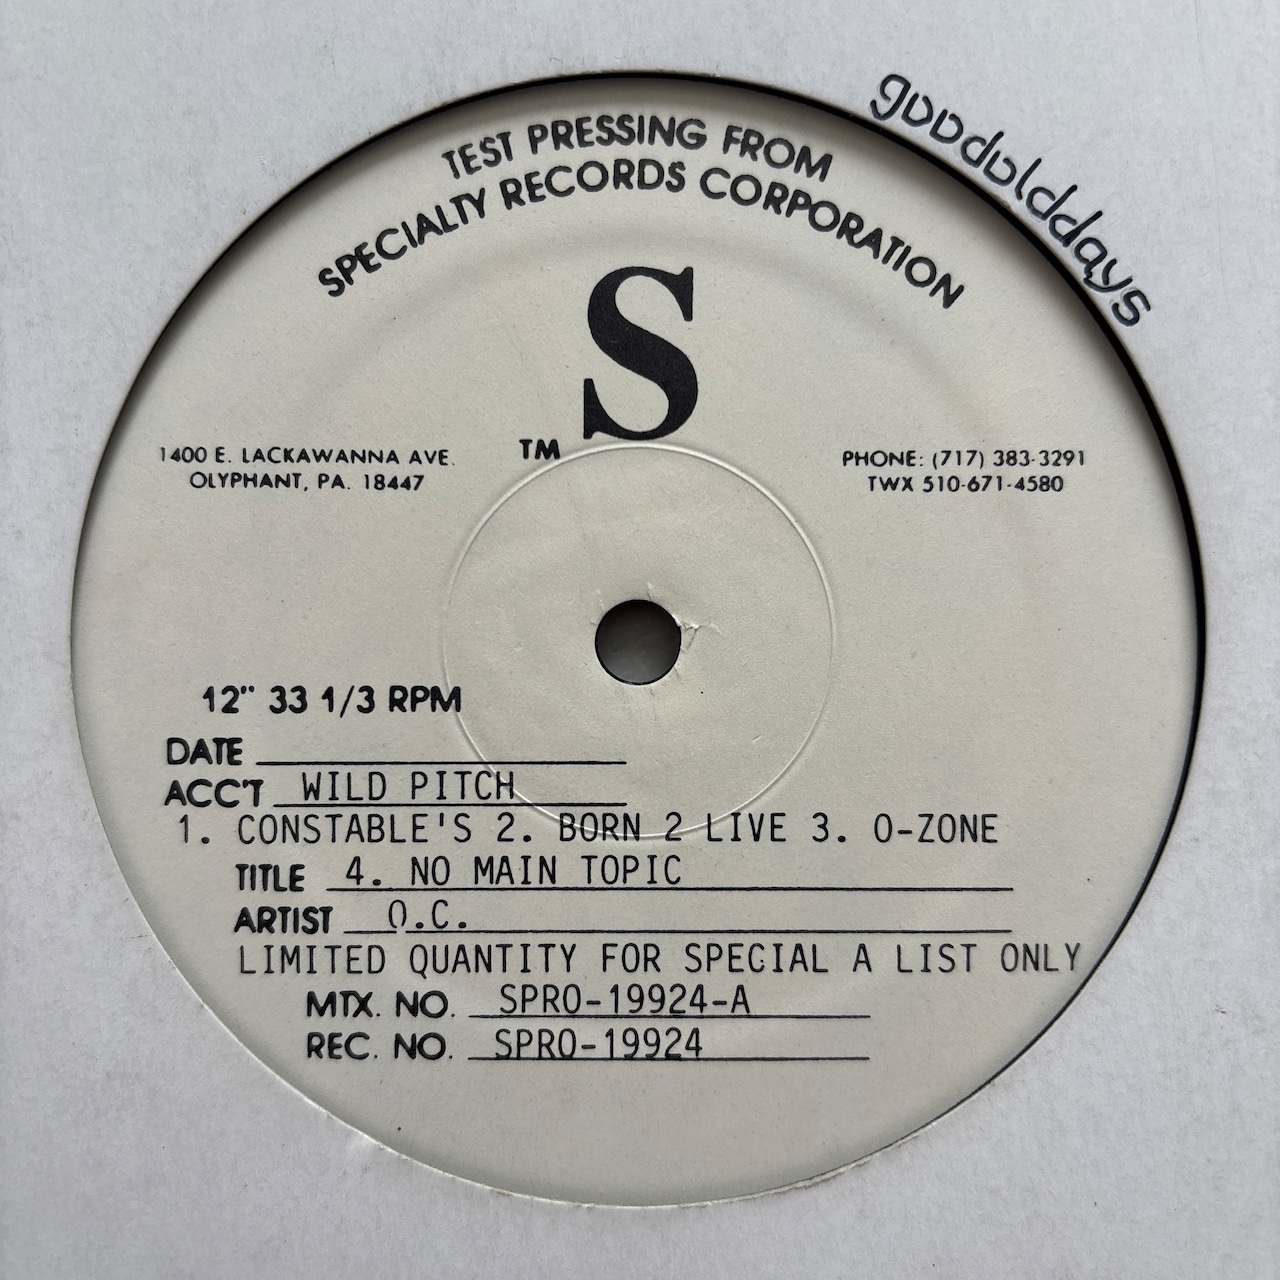 gooddolddays
TEST PRESSING FROM
SPECIALTY RECORDS CORPORATION
S
TM
1400 E. LACKAWANNA AVE.
OLYPHANT, PA. 18447
PHONE: (717) 383-3291
TWX 510-671-4580
12" 33 1/3 RPM
DATE
ACC'T WILD PITCH
1. CONSTABLE'S 2. BORN 2 LIVE 3. O-ZONE
TITLE 4. NO MAIN TOPIC
ARTIST O.C.
LIMITED QUANTITY FOR SPECIAL A LIST ONLY
MTX. NO. SPRO-19924-A
REC. NO. SPRO-19924